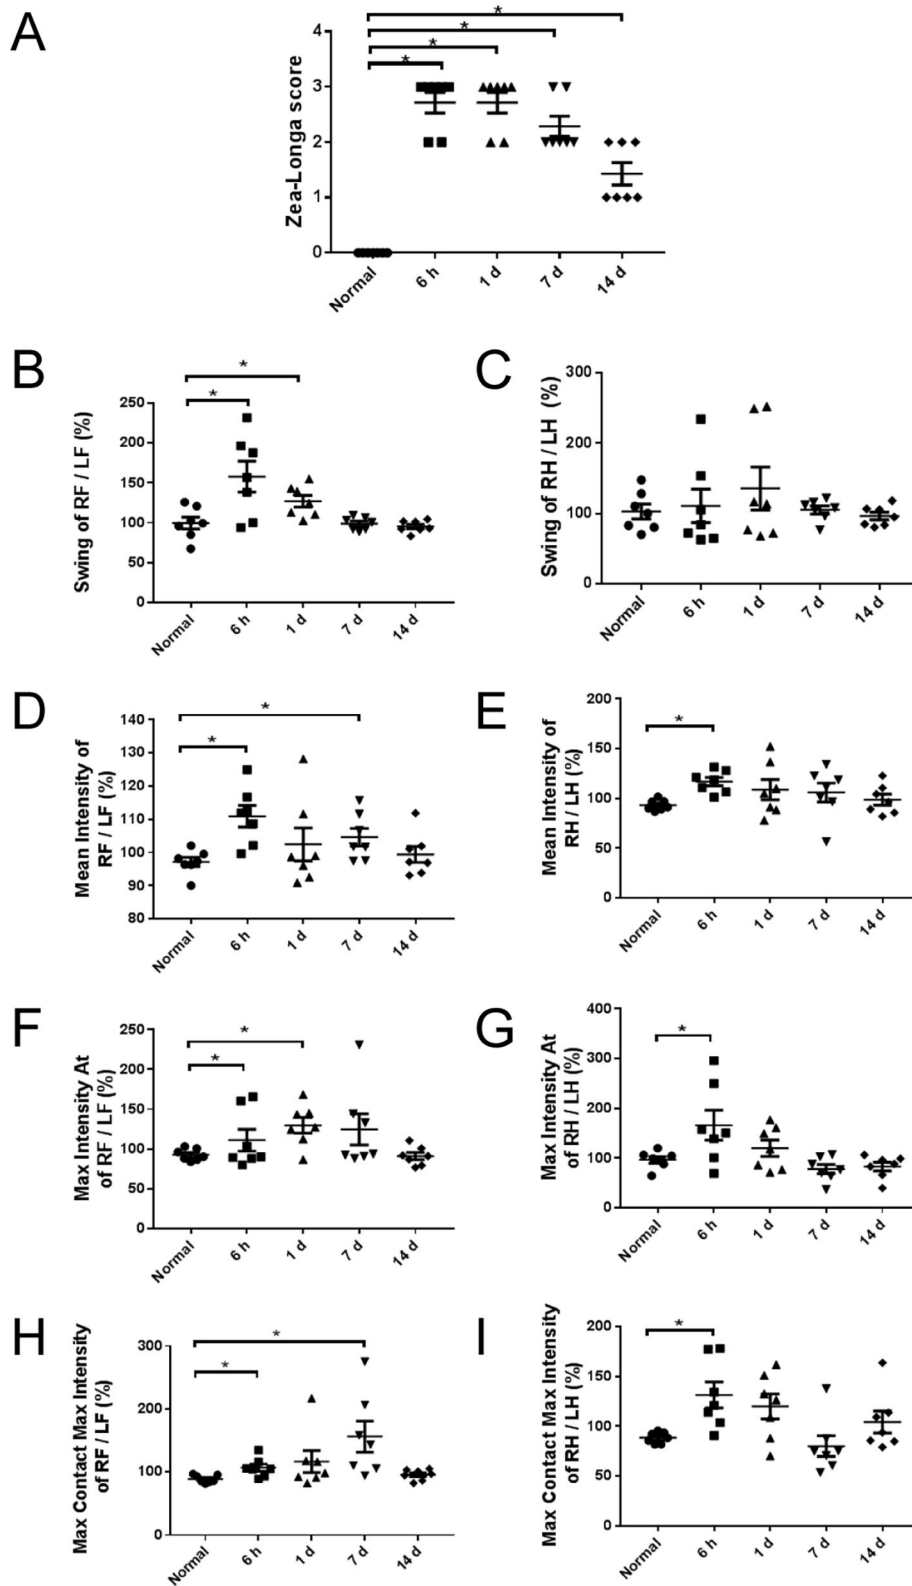 A
Zea-Longa score
4
3
2
1
0
*
*
*
*
Normal
6 h
1 d
7 d
14 d
B
Swing of RF / LF (%)
250
200
150
100
50
0
*
*
Normal
6 h
1 d
7 d
14 d
C
Swing of RH / LH (%)
300
200
100
0
Normal
6 h
1 d
7 d
14 d
D
Mean Intensity of
RF / LF (%)
140
130
120
110
100
90
80
*
*
Normal
6 h
1 d
7 d
14 d
E
Mean Intensity of
RH / LH (%)
200
150
100
50
0
*
Normal
6 h
1 d
7 d
14 d
F
Max Intensity At
of RF / LF (%)
250
200
150
100
50
0
*
*
Normal
6 h
1 d
7 d
14 d
G
Max Intensity At
of RH / LH (%)
400
300
200
100
0
*
Normal
6 h
1 d
7 d
14 d
H
Max Contact Max Intensity
of RF / LF (%)
300
200
100
0
*
*
Normal
6 h
1 d
7 d
14 d
I
Max Contact Max Intensity
of RH / LH (%)
200
150
100
50
0
*
Normal
6 h
1 d
7 d
14 d